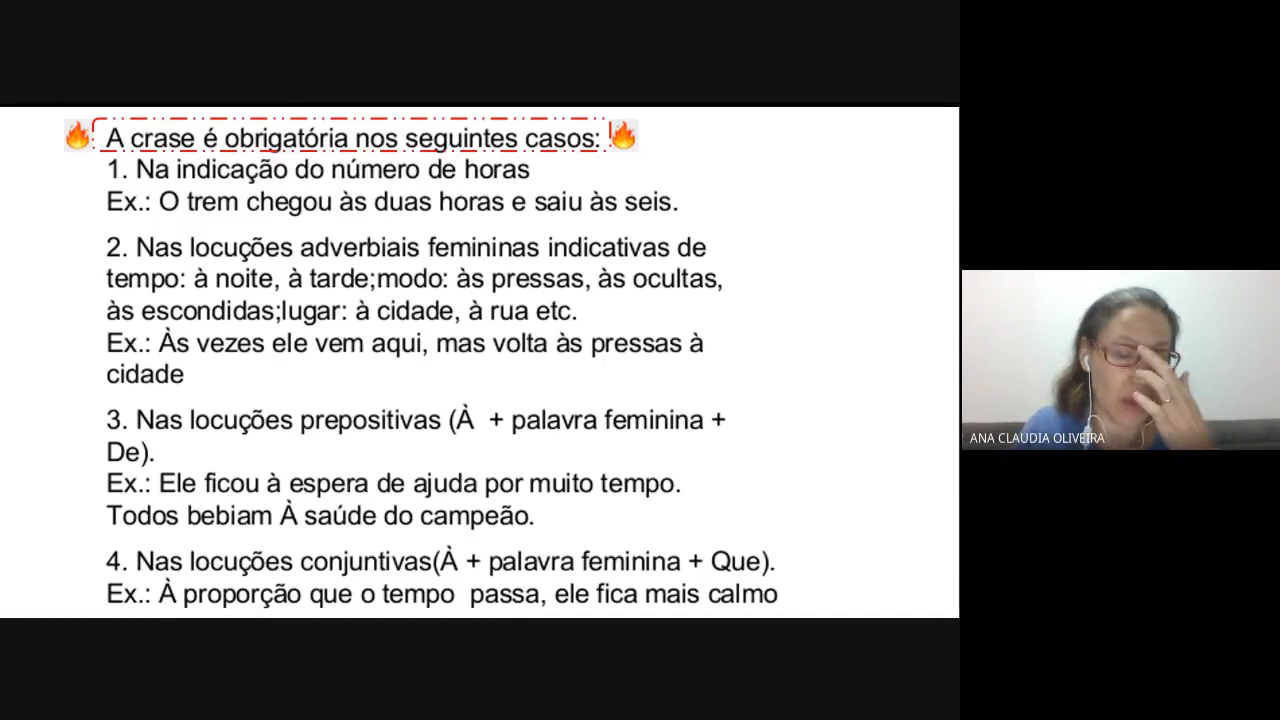 A crase é obrigatória nos seguintes casos:
1. Na indicação do número de horas
Ex.: O trem chegou às duas horas e saiu às seis.
2. Nas locuções adverbiais femininas indicativas de
tempo: à noite, à tarde;modo: às pressas, às ocultas,
às escondidas;lugar: à cidade, à rua etc.
Ex.: Às vezes ele vem aqui, mas volta às pressas à
cidade
3. Nas locuções prepositivas (À + palavra feminina +
De).
Ex.: Ele ficou à espera de ajuda por muito tempo.
Todos bebiam À saúde do campeão.
4. Nas locuções conjuntivas(À + palavra feminina + Que).
Ex.: À proporção que o tempo passa, ele fica mais calmo
ANA CLAUDIA OLIVEIRA